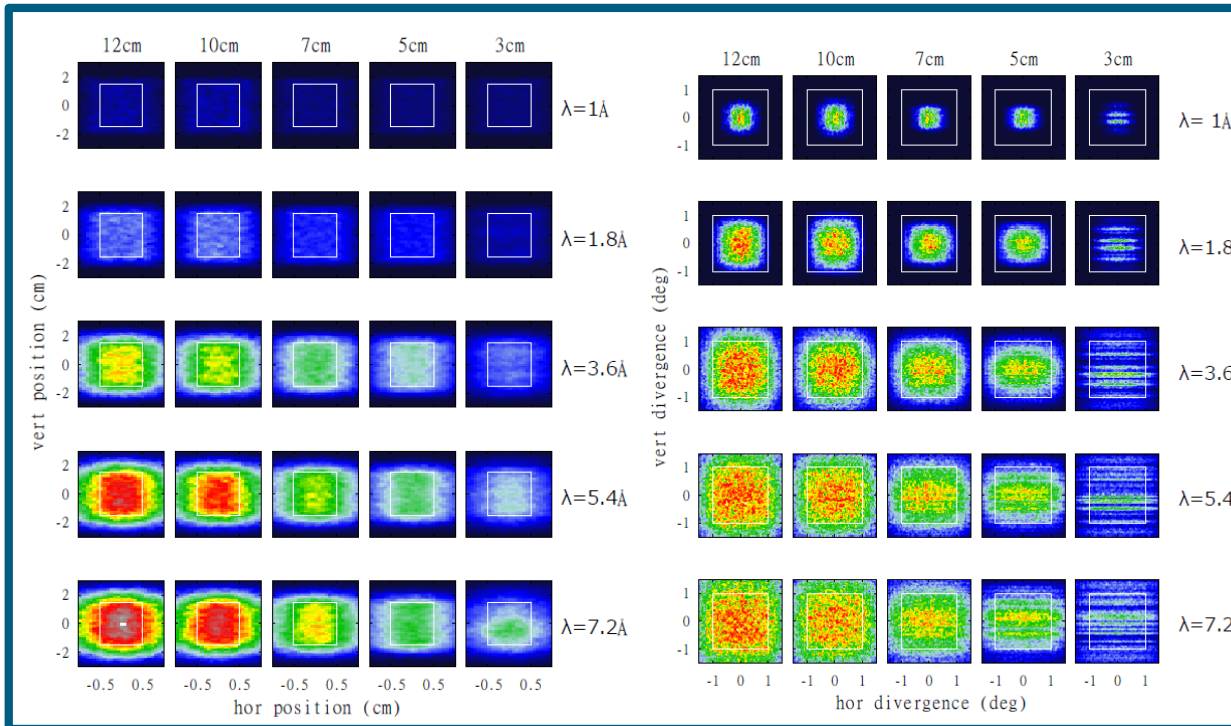 12cm 10cm 7cm 5cm 3cm
2
0
-2
λ=1Å
2
0
-2
λ=1.8Å
2
0
-2
λ=3.6Å
2
0
-2
λ=5.4Å
2
0
-2
λ=7.2Å
vert position (cm)
-0.5 0.5 -0.5 0.5 -0.5 0.5 -0.5 0.5 -0.5 0.5
hor position (cm)
12cm 10cm 7cm 5cm 3cm
1
0
-1
λ= 1Å
1
0
-1
λ=1.8
1
0
-1
λ=3.6
1
0
-1
λ=5.4
1
0
-1
λ=7.2
vert divergence (deg)
-1 0 1 -1 0 1 -1 0 1 -1 0 1 -1 0 1
hor divergence (deg)